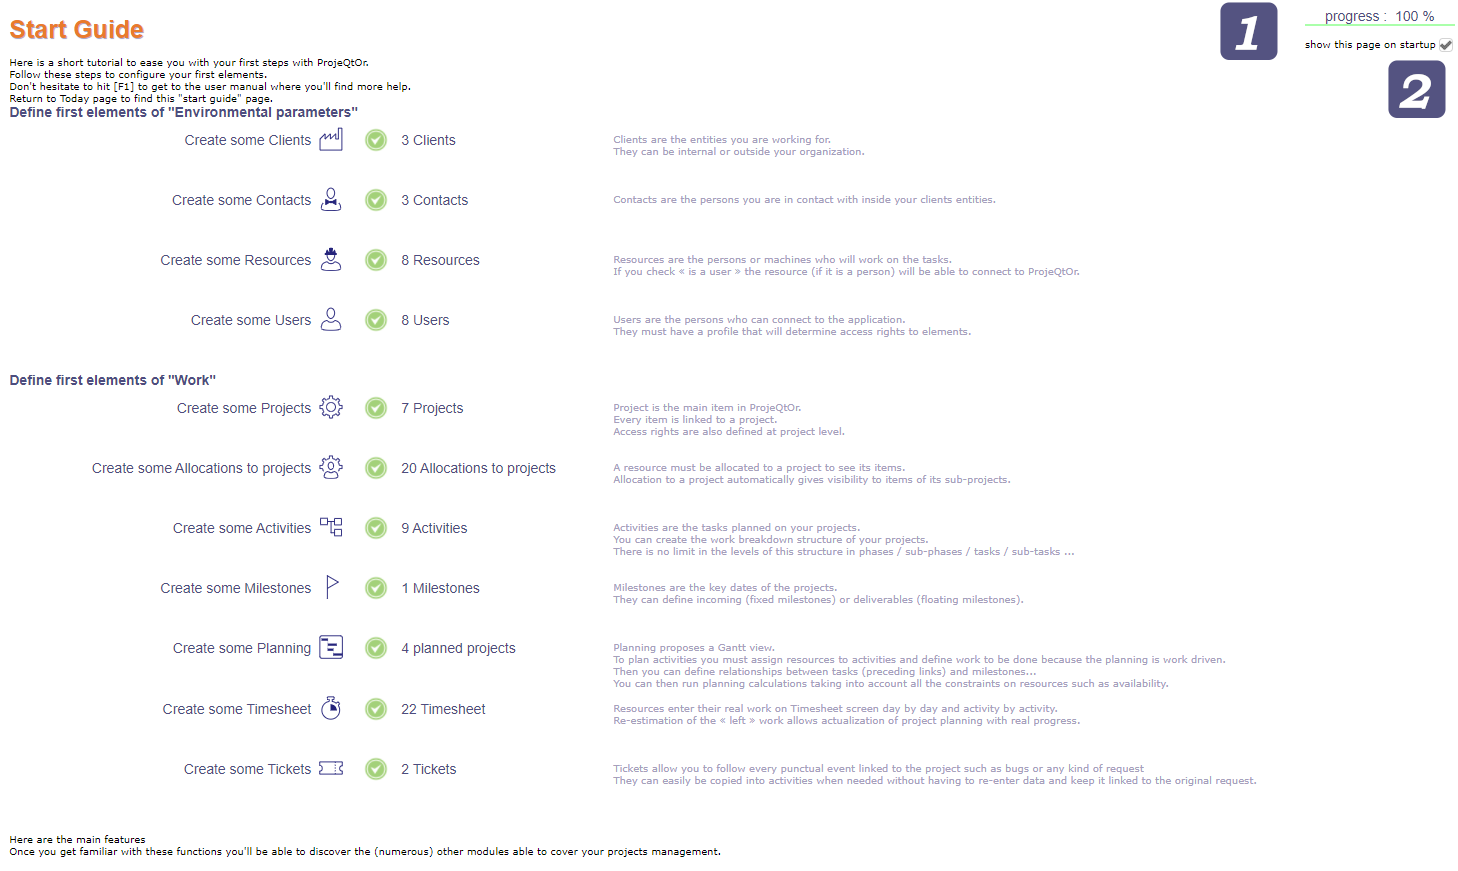 Start Guide
1
progress : 100 %
show this page on startup
2
Here is a short tutorial to ease you with your first steps with ProjeQtOr.
Follow these steps to configure your first elements.
Don't hesitate to hit [F1] to get to the user manual where you'll find more help.
Return to Today page to find this "start guide" page.
Define first elements of "Environmental parameters"
Create some Clients
3 Clients
Clients are the entities you are working for.
They can be internal or outside your organization.
Create some Contacts
3 Contacts
Contacts are the persons you are in contact with inside your clients entities.
Create some Resources
8 Resources
Resources are the persons or machines who will work on the tasks.
If you check « is a user » the resource (if it is a person) will be able to connect to ProjeQtOr.
Create some Users
8 Users
Users are the persons who can connect to the application.
They must have a profile that will determine access rights to elements.
Define first elements of "Work"
Create some Projects
7 Projects
Project is the main item in ProjeQtOr.
Every item is linked to a project.
Access rights are also defined at project level.
Create some Allocations to projects
20 Allocations to projects
A resource must be allocated to a project to see its items.
Allocation to a project automatically gives visibility to items of its sub-projects.
Create some Activities
9 Activities
Activities are the tasks planned on your projects.
You can create the work breakdown structure of your projects.
There is no limit in the levels of this structure in phases / sub-phases / tasks / sub-tasks ...
Create some Milestones
1 Milestones
Milestones are the key dates of the projects.
They can define incoming (fixed milestones) or deliverables (floating milestones).
Create some Planning
4 planned projects
Planning proposes a Gantt view.
To plan activities you must assign resources to activities and define work to be done because the planning is work driven.
Then you can define relationships between tasks (preceding links) and milestones...
You can then run planning calculations taking into account all the constraints on resources such as availability.
Create some Timesheet
22 Timesheet
Resources enter their real work on Timesheet screen day by day and activity by activity.
Re-estimation of the « left » work allows actualization of project planning with real progress.
Create some Tickets
2 Tickets
Tickets allow you to follow every punctual event linked to the project such as bugs or any kind of request
They can easily be copied into activities when needed without having to re-enter data and keep it linked to the original request.
Here are the main features
Once you get familiar with these functions you'll be able to discover the (numerous) other modules able to cover your projects management.